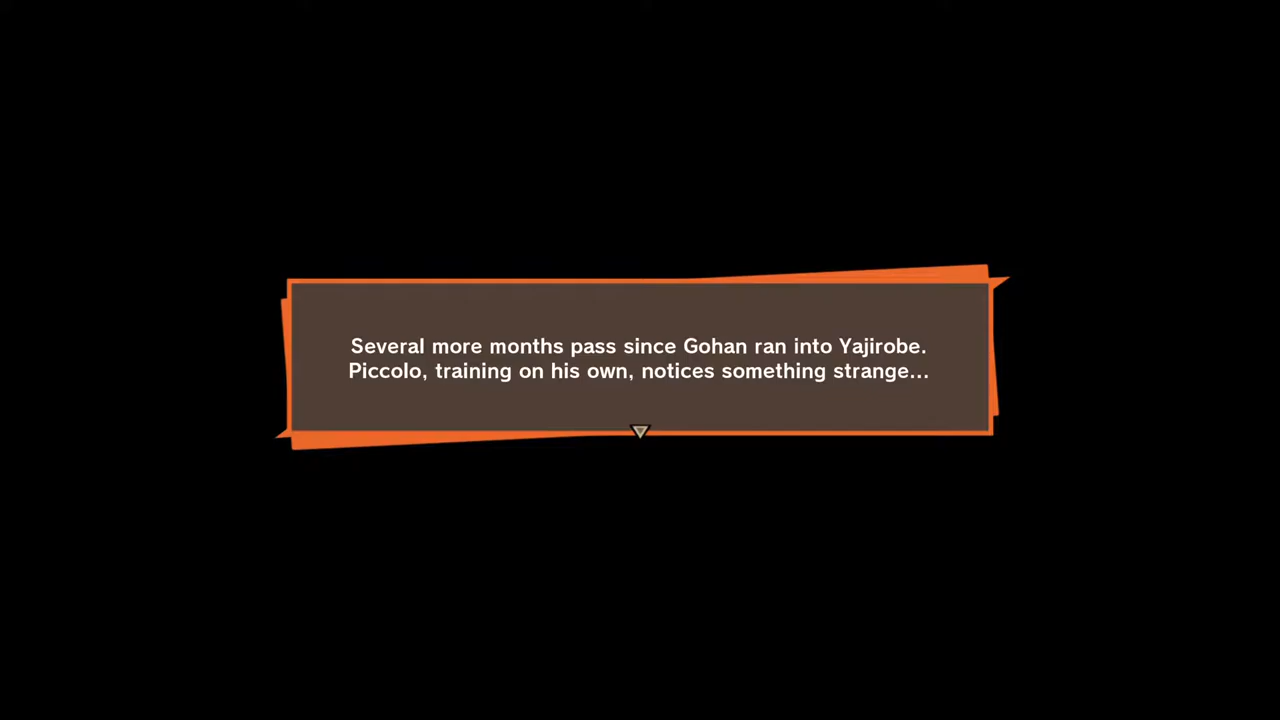 Several more months pass since Gohan ran into Yajirobe.
Piccolo, training on his own, notices something strange...